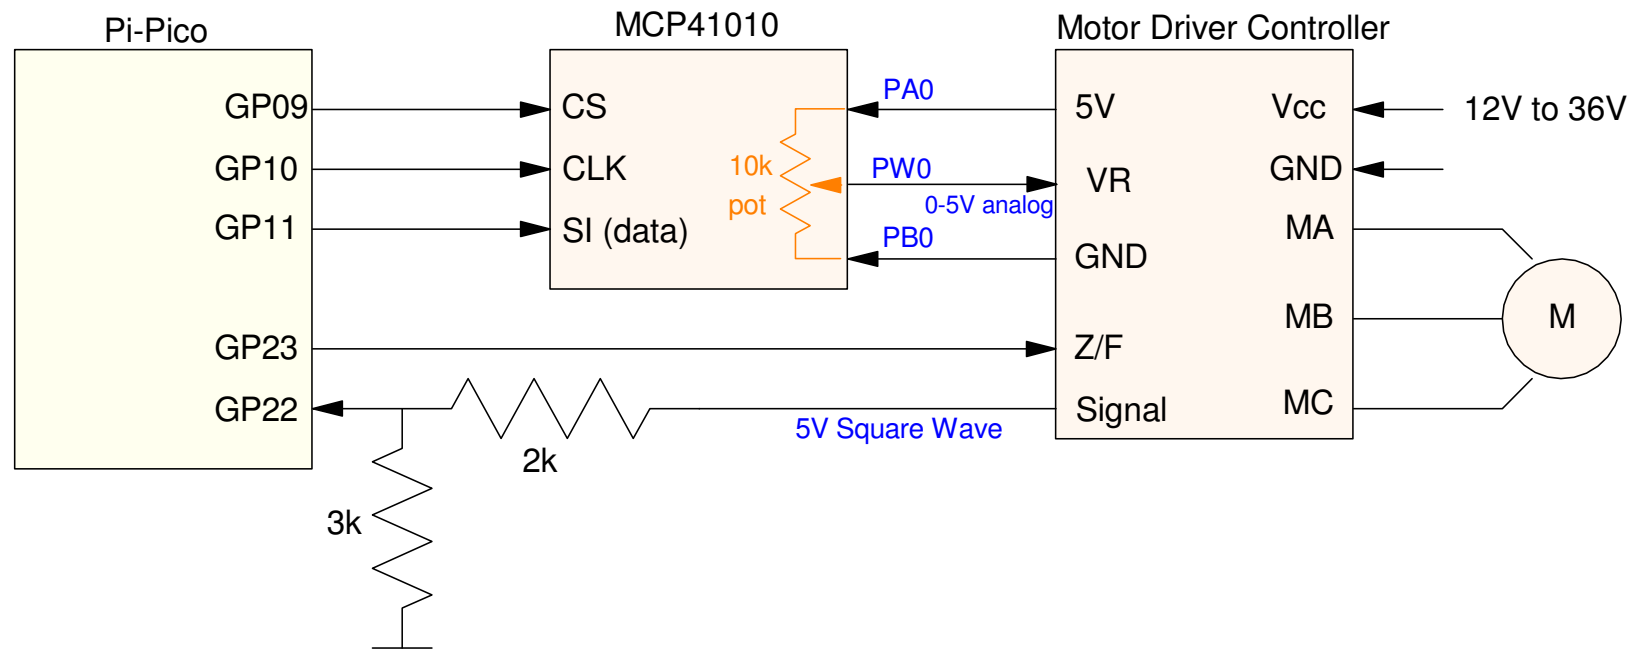 Pi-Pico
MCP41010
Motor Driver Controller
GP09
CS
PA0
5V
Vcc
12V to 36V
GP10
CLK
10k
pot
PW0
0-5V analog
VR
GND
GP11
SI (data)
PB0
GND
MA
MB
M
GP23
Z/F
GP22
2k
5V Square Wave
Signal
MC
3k